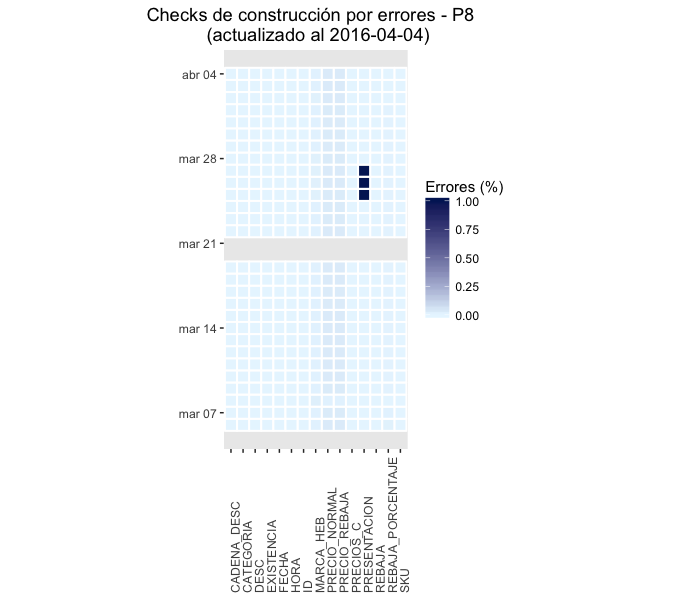 Checks de construcción por errores - P8
(actualizado al 2016-04-04)
abr 04
mar 28
mar 21
mar 14
mar 07
Errores (%)
1.00
0.75
0.50
0.25
0.00
CADENA_DESC
CATEGORIA
DESC
EXISTENCIA
FECHA
HORA
ID
MARCA_HEB
PRECIO_NORMAL
PRECIO_REBAJA
PRECIOS_C
PRESENTACION
REBAJA
REBAJA_PORCENTAJE
SKU